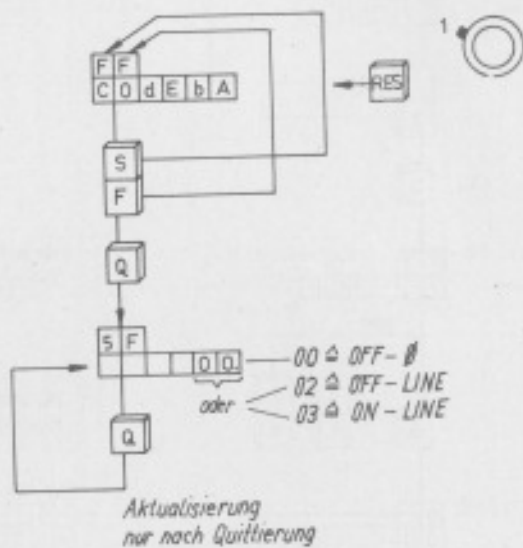 1
F F
C 0 d E b A
RES
S
F
Q
S F
0 0
00 ≙ OFF-Ø
oder
02 ≙ OFF-LINE
03 ≙ ON-LINE
Q
Aktualisierung
nur nach Quittierung